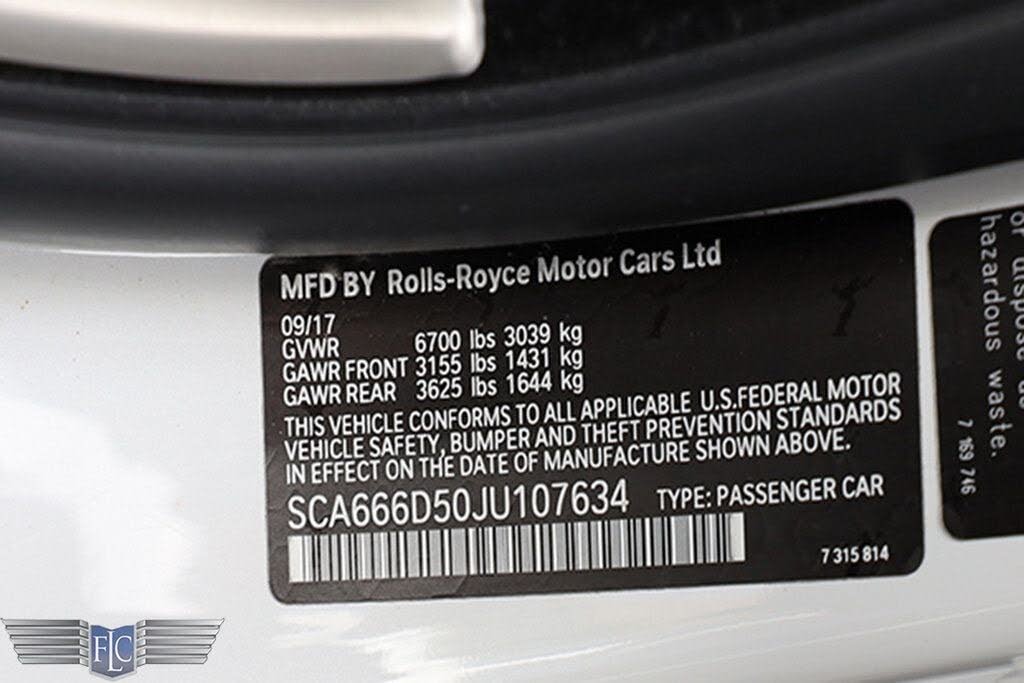 MFD BY Rolls-Royce Motor Cars Ltd
09/17
GVWR 6700 lbs 3039 kg
GAWR FRONT 3155 lbs 1431 kg
GAWR REAR 3625 lbs 1644 kg
THIS VEHICLE CONFORMS TO ALL APPLICABLE U.S.FEDERAL MOTOR
VEHICLE SAFETY, BUMPER AND THEFT PREVENTION STANDARDS
IN EFFECT ON THE DATE OF MANUFACTURE SHOWN ABOVE.
SCA666D50JU107634 TYPE: PASSENGER CAR
7 315 814
or dispose
hazardous waste.
7 169 746
FLC